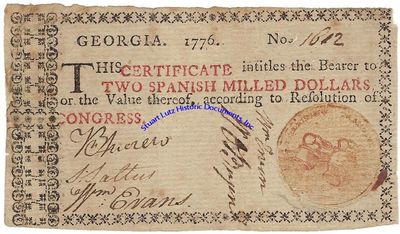 GEORGIA. 1776. No. 1612
THIS CERTIFICATE intitles the Bearer to
TWO SPANISH MILLED DOLLARS,
or the Value thereof, according to Resolution of
CONGRESS.
Stuart Lutz Historic Documents, Inc.
Wm Evans